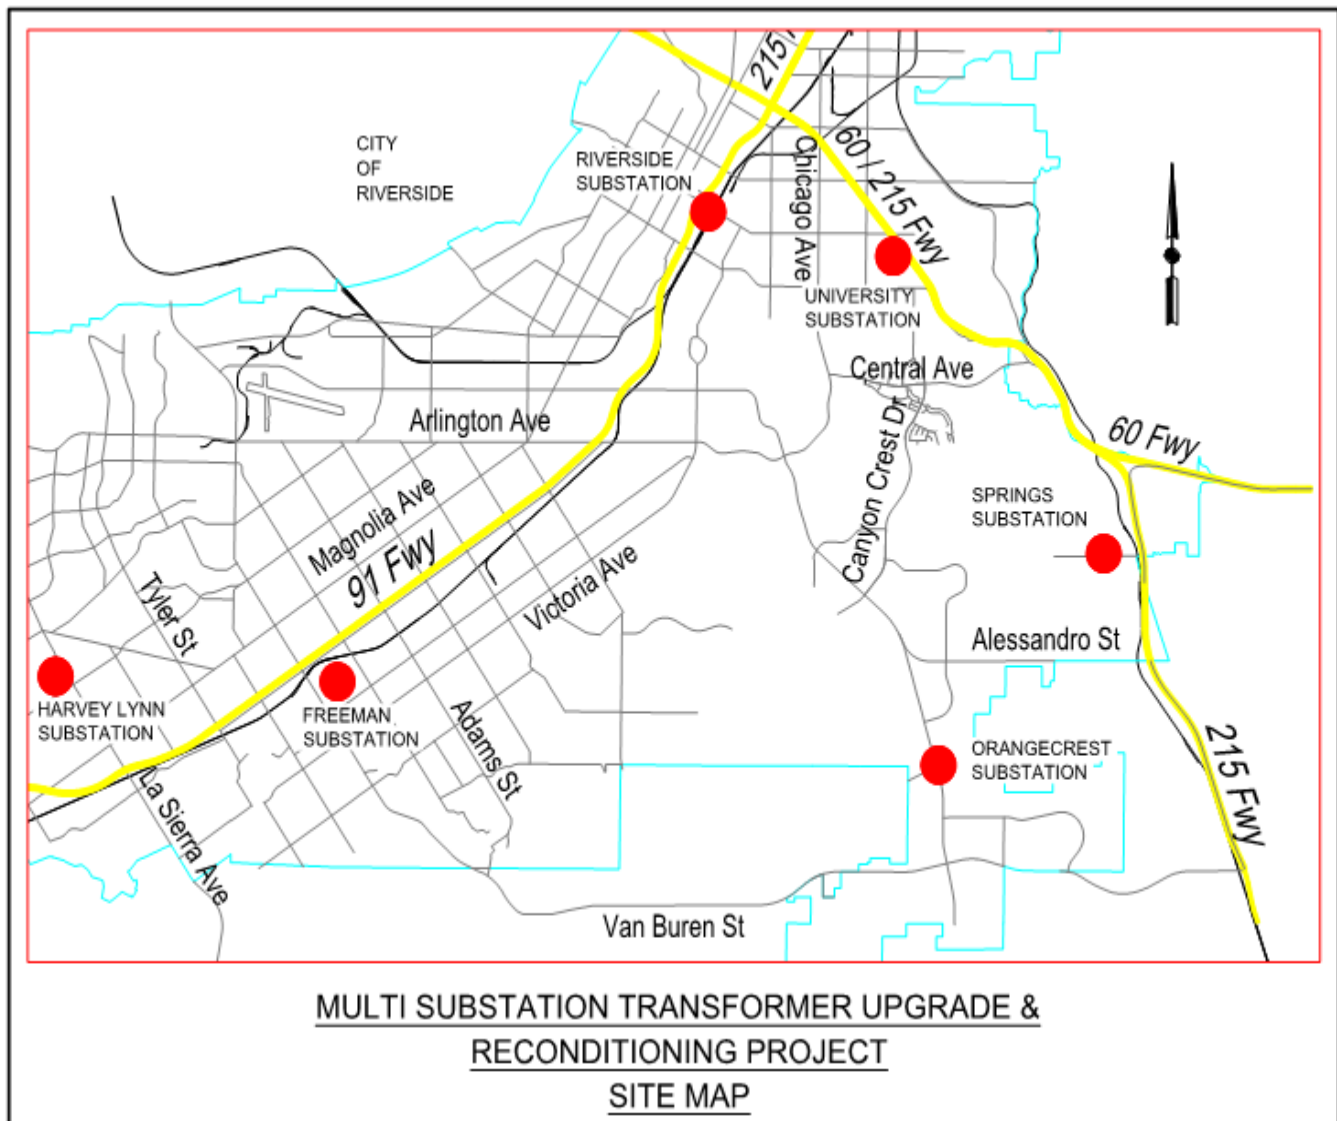 215 F
CITY
OF
RIVERSIDE
RIVERSIDE
SUBSTATION
Chicago Ave
60 / 215 Fwy
UNIVERSITY
SUBSTATION
Central Ave
Arlington Ave
Canyon Crest Dr
60 Fwy
Magnolia Ave
91 Fwy
SPRINGS
SUBSTATION
Victoria Ave
Tyler St
Alessandro St
HARVEY LYNN
SUBSTATION
FREEMAN
SUBSTATION
Adams St
ORANGECREST
SUBSTATION
215 Fwy
La Sierra Ave
Van Buren St
MULTI SUBSTATION TRANSFORMER UPGRADE &
RECONDITIONING PROJECT
SITE MAP